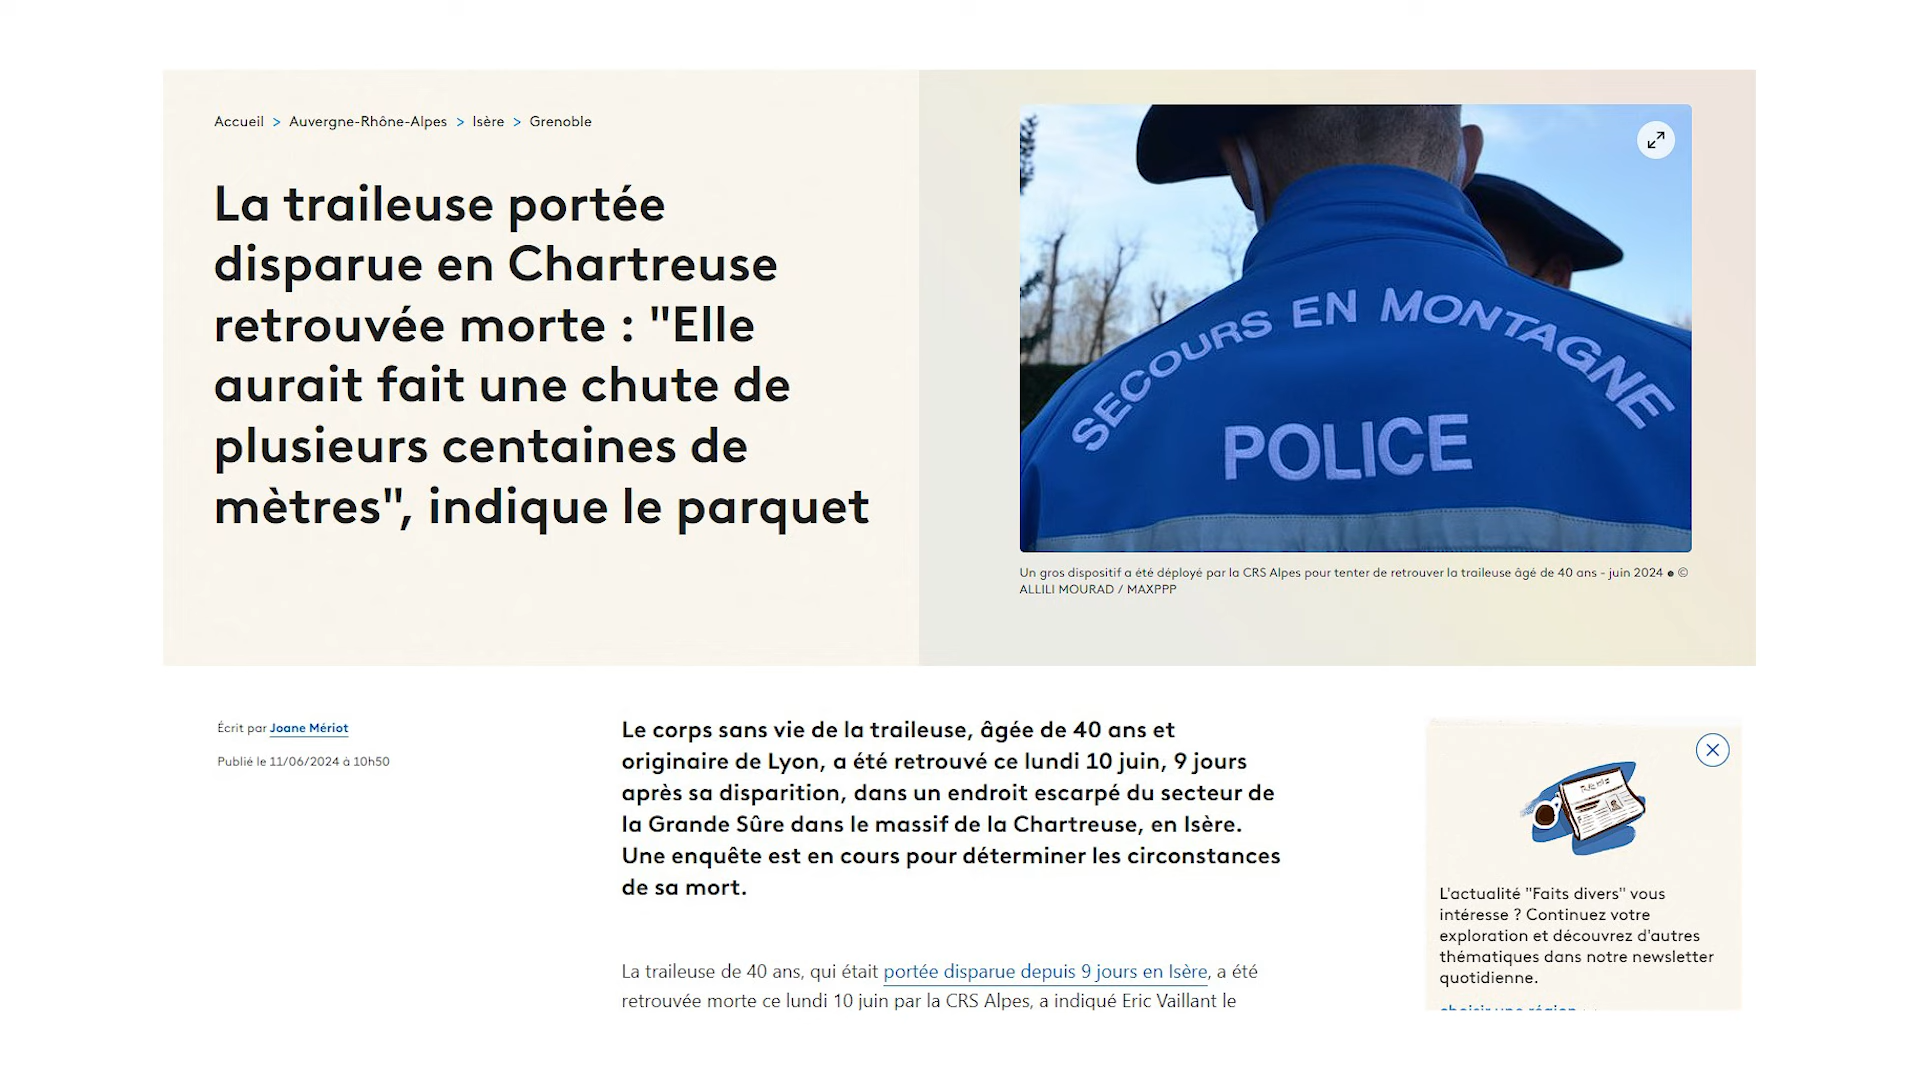 Accueil > Auvergne-Rhône-Alpes > Isère > Grenoble
La traileuse portée
disparue en Chartreuse
retrouvée morte : "Elle
aurait fait une chute de
plusieurs centaines de
mètres", indique le parquet
SECOURS EN MONTAGNE
POLICE
Un gros dispositif a été déployé par la CRS Alpes pour tenter de retrouver la traileuse âgé de 40 ans - juin 2024 • ©
ALLILI MOURAD / MAXPPP
Écrit par Joane Mériot
Publié le 11/06/2024 à 10h50
Le corps sans vie de la traileuse, âgée de 40 ans et
originaire de Lyon, a été retrouvé ce lundi 10 juin, 9 jours
après sa disparition, dans un endroit escarpé du secteur de
la Grande Sûre dans le massif de la Chartreuse, en Isère.
Une enquête est en cours pour déterminer les circonstances
de sa mort.
La traileuse de 40 ans, qui était portée disparue depuis 9 jours en Isère, a été
retrouvée morte ce lundi 10 juin par la CRS Alpes, a indiqué Eric Vaillant le
L'actualité "Faits divers" vous
intéresse ? Continuez votre
exploration et découvrez d'autres
thématiques dans notre newsletter
quotidienne.
choisir une région